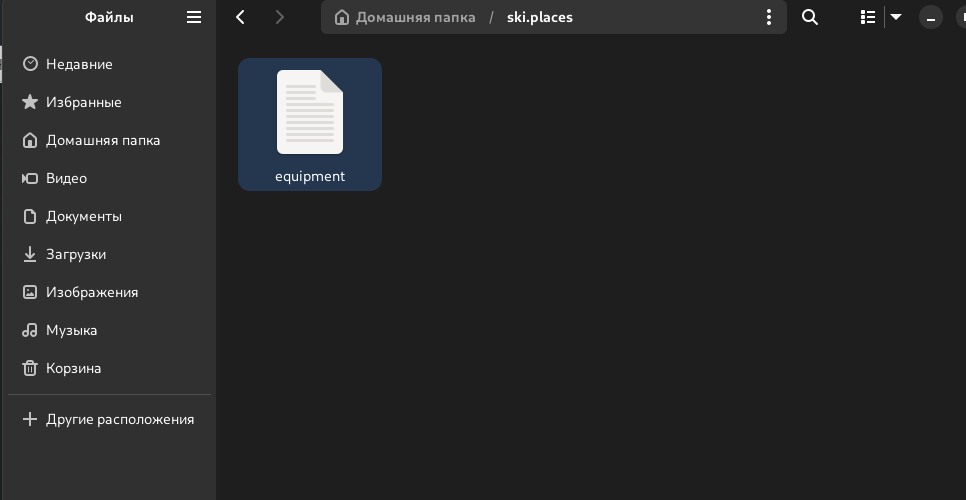 Файлы
Домашняя папка / ski.places
Недавние
Избранные
Домашняя папка
Видео
Документы
Загрузки
Изображения
Музыка
Корзина
Другие расположения
equipment